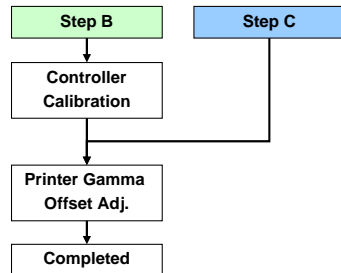 Step B
Step C
Controller
Calibration
Printer Gamma
Offset Adj.
Completed